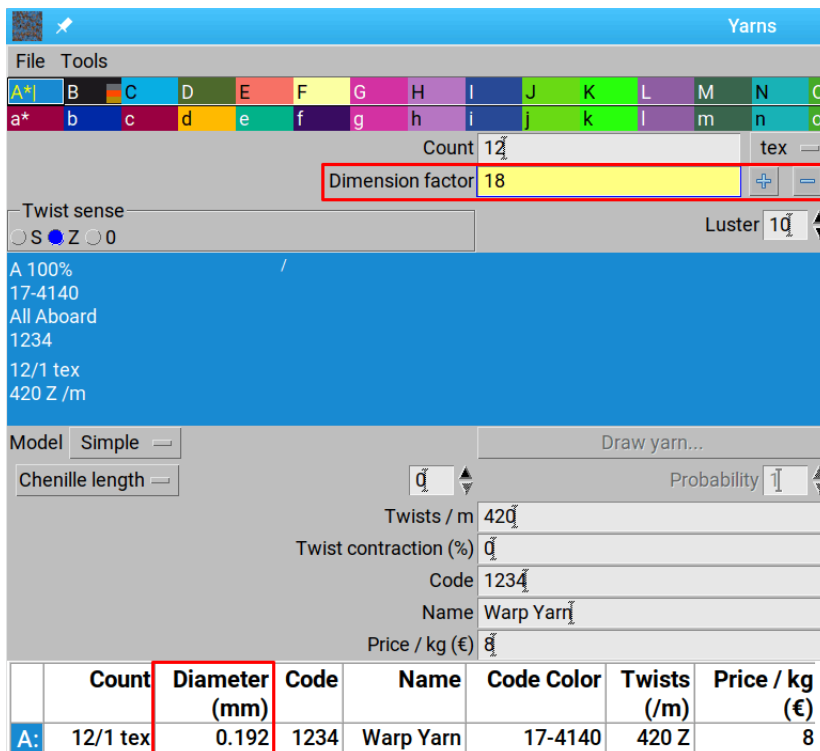 Yarns
File Tools
A*| B C D E F G H I J K L M N
a* b c d e f g h i j k l m n
Count 12 tex
Dimension factor 18
Twist sense
S Z 0 Luster 10
A 100% /
17-4140
All Aboard
1234
12/1 tex
420 Z /m
Model Simple Draw yarn...
Chenille length 0 Probability 1
Twists / m 420
Twist contraction (%) 0
Code 1234
Name Warp Yarn
Price / kg (€) 8
Count Diameter Code Name Code Color Twists Price / kg
(mm) (/m) (€)
A: 12/1 tex 0.192 1234 Warp Yarn 17-4140 420 Z 8